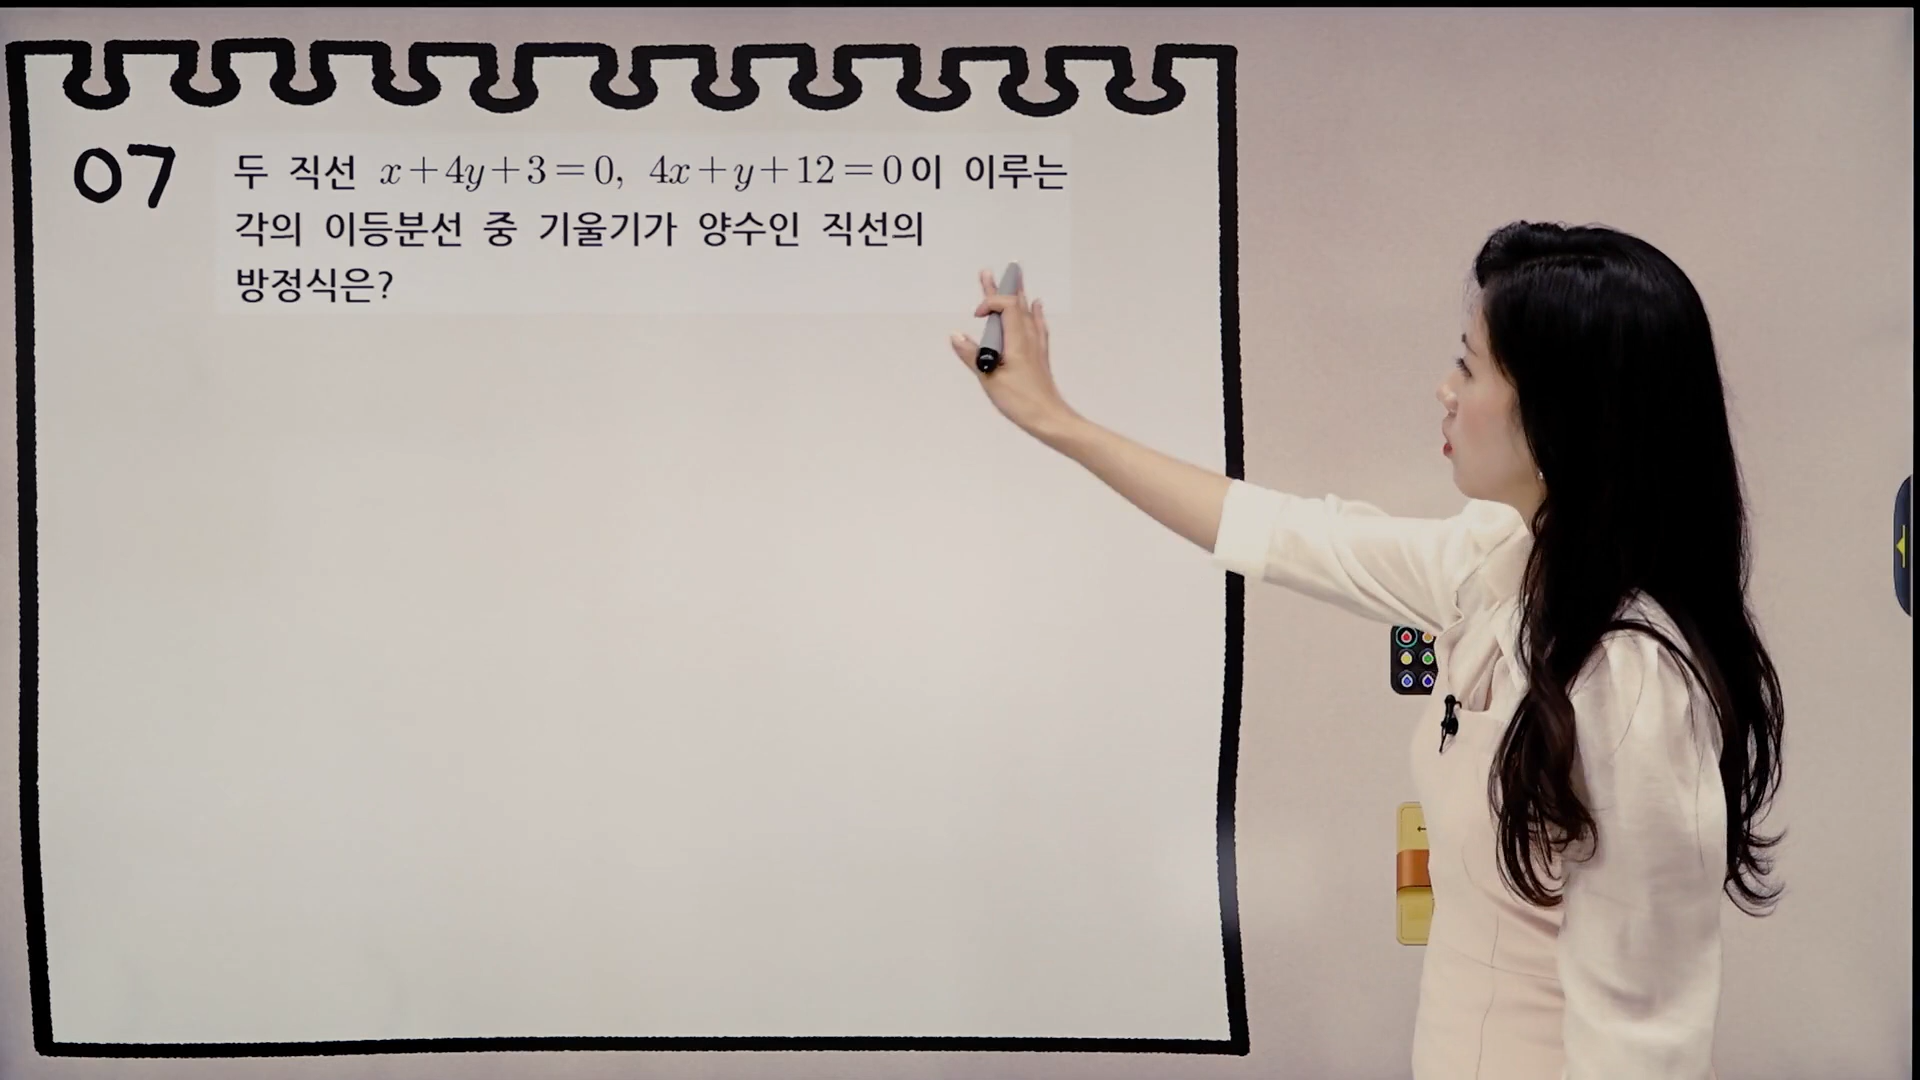 07 두 직선 x+4y+3=0, 4x+y+12=0이 이루는
각의 이등분선 중 기울기가 양수인 직선의
방정식은?